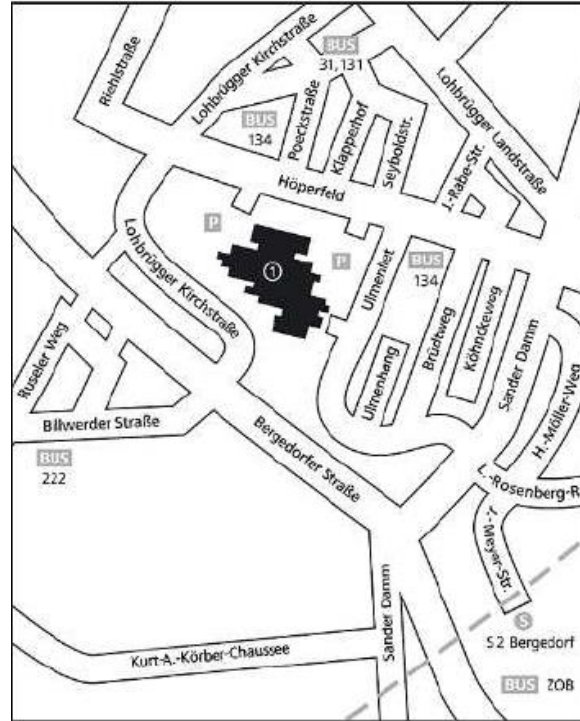 Riehlstraße
Lohbrügger Kirchstraße
BUS
31, 131
BUS
134
Poeckstraße
Klapperhof
Seyboldstr.
Lohbrügger Landstraße
J.-Rabe-Str.
Höperfeld
P
P
1
Lohbrügger Kirchstraße
Ulmenliet
BUS
134
Brüdtweg
Köhnckeweg
Sander Damm
H.-Möller-Weg
Ulmenhang
Ruseler Weg
Billwerder Straße
BUS
222
Bergedorfer Straße
L.-Rosenberg-R
J.-Meyer-Str.
Sander Damm
Kurt-A.-Körber-Chaussee
S
S 2 Bergedorf
BUS ZOB